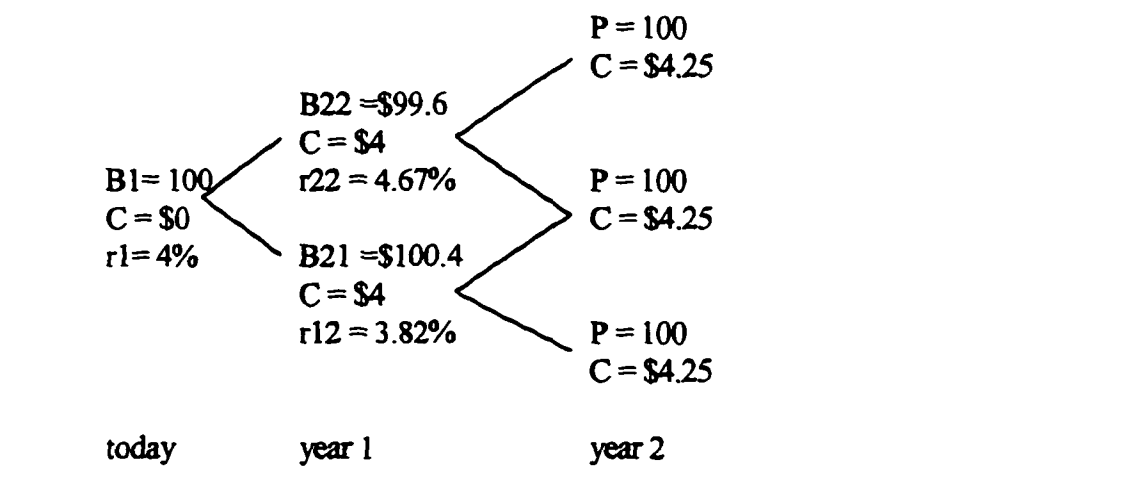 B1= 100
C = $0
r1= 4%
B22 =$99.6
C = $4
r22 = 4.67%
B21 =$100.4
C = $4
r12 = 3.82%
P = 100
C = $4.25
P = 100
C = $4.25
P = 100
C = $4.25
today
year 1
year 2